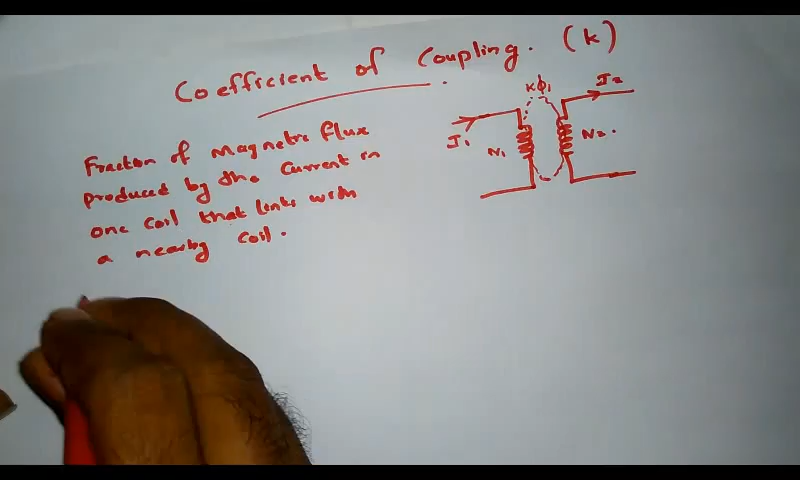 Coefficient of Coupling. (k)
Fraction of Magnetic flux
produced by the current in
one coil that links with
a nearby coil.
kϕ₁
I₂
I₁
N₁
N₂.